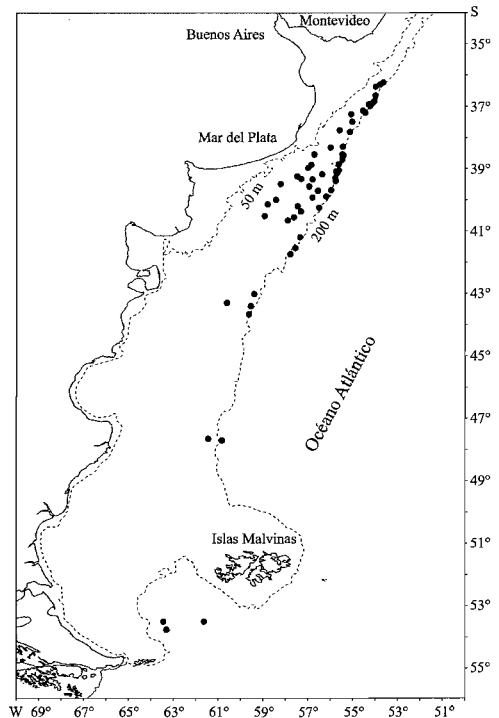 S
Montevideo
Buenos Aires
35°
37°
Mar del Plata
39°
50 m
200 m
41°
43°
45°
Océano Atlántico
47°
49°
Islas Malvinas
51°
53°
55°
W 69° 67° 65° 63° 61° 59° 57° 55° 53° 51°